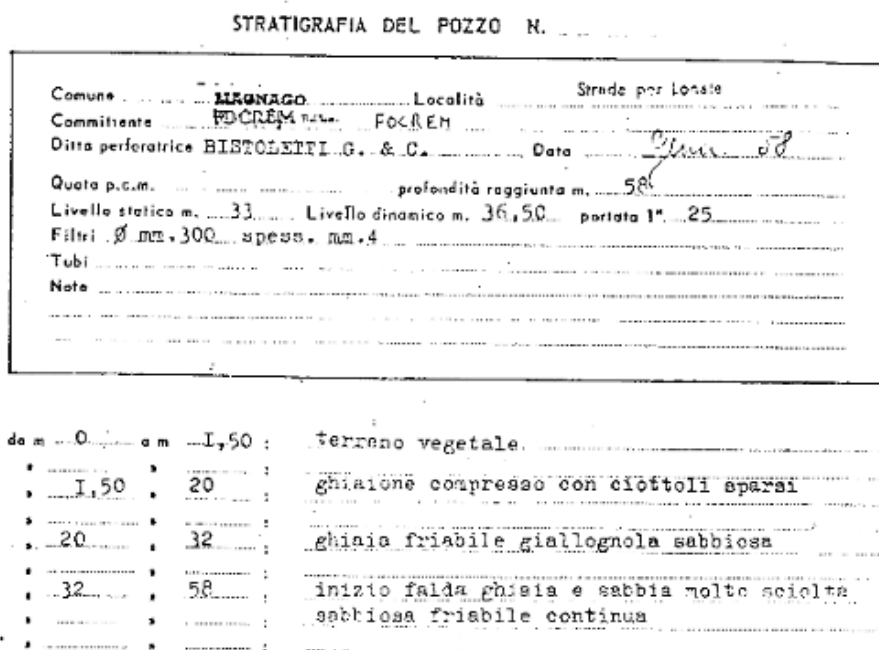 STRATIGRAFIA DEL POZZO N.
Comune MAGNAGO Località Strada per Lonate
Committente FOCREM FOCREM
Ditta perforatrice BISTOLETTI G. & C. Data 58
Quota p.c.m. profondità raggiunta m. 58
Livello statico m. 33 Livello dinamico m. 36,50 portata l" 25
Filtri Ø mm.300 spess. mm.4
Tubi
Note
da m 0 a m I,50 : terreno vegetale
" I,50 " 20 : ghiaione compresso con ciottoli sparsi
" 20 " 32 : ghiaia friabile giallognola sabbiosa
" 32 " 58 : inizio falda ghiaia e sabbia molto sciolta
sabbiosa friabile continua